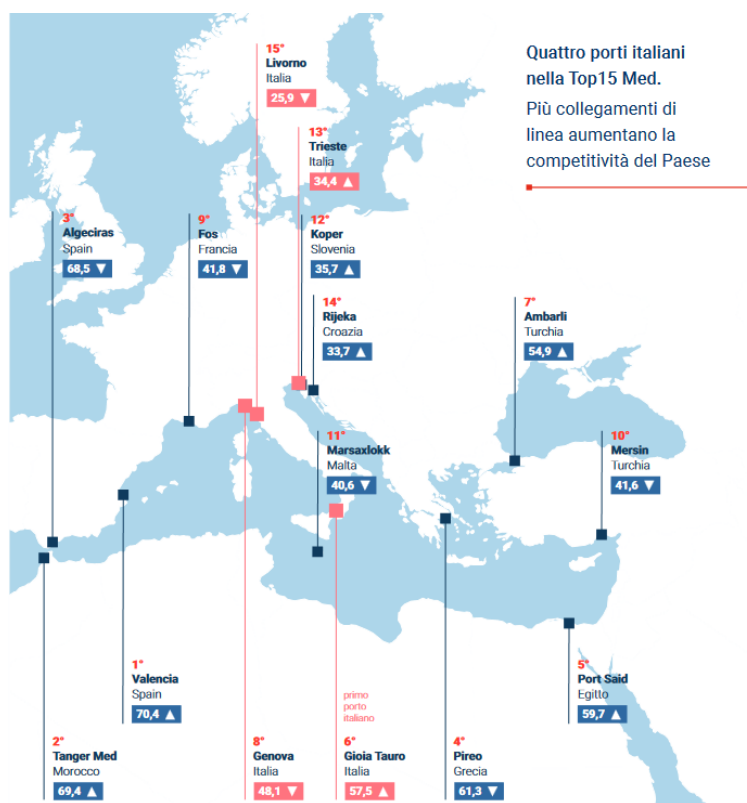 Quattro porti italiani
nella Top15 Med.
Più collegamenti di
linea aumentano la
competitività del Paese
15°
Livorno
Italia
25,9 ▼
13°
Trieste
Italia
34,4 ▲
3°
Algeciras
Spain
68,5 ▼
9°
Fos
Francia
41,8 ▼
12°
Koper
Slovenia
35,7 ▲
14°
Rijeka
Croazia
33,7 ▲
7°
Ambarli
Turchia
54,9 ▲
11°
Marsaxlokk
Malta
40,6 ▼
10°
Mersin
Turchia
41,6 ▼
1°
Valencia
Spain
70,4 ▲
5°
Port Said
Egitto
59,7 ▲
primo
porto
italiano
2°
Tanger Med
Morocco
69,4 ▲
8°
Genova
Italia
48,1 ▼
6°
Gioia Tauro
Italia
57,5 ▲
4°
Pireo
Grecia
61,3 ▼